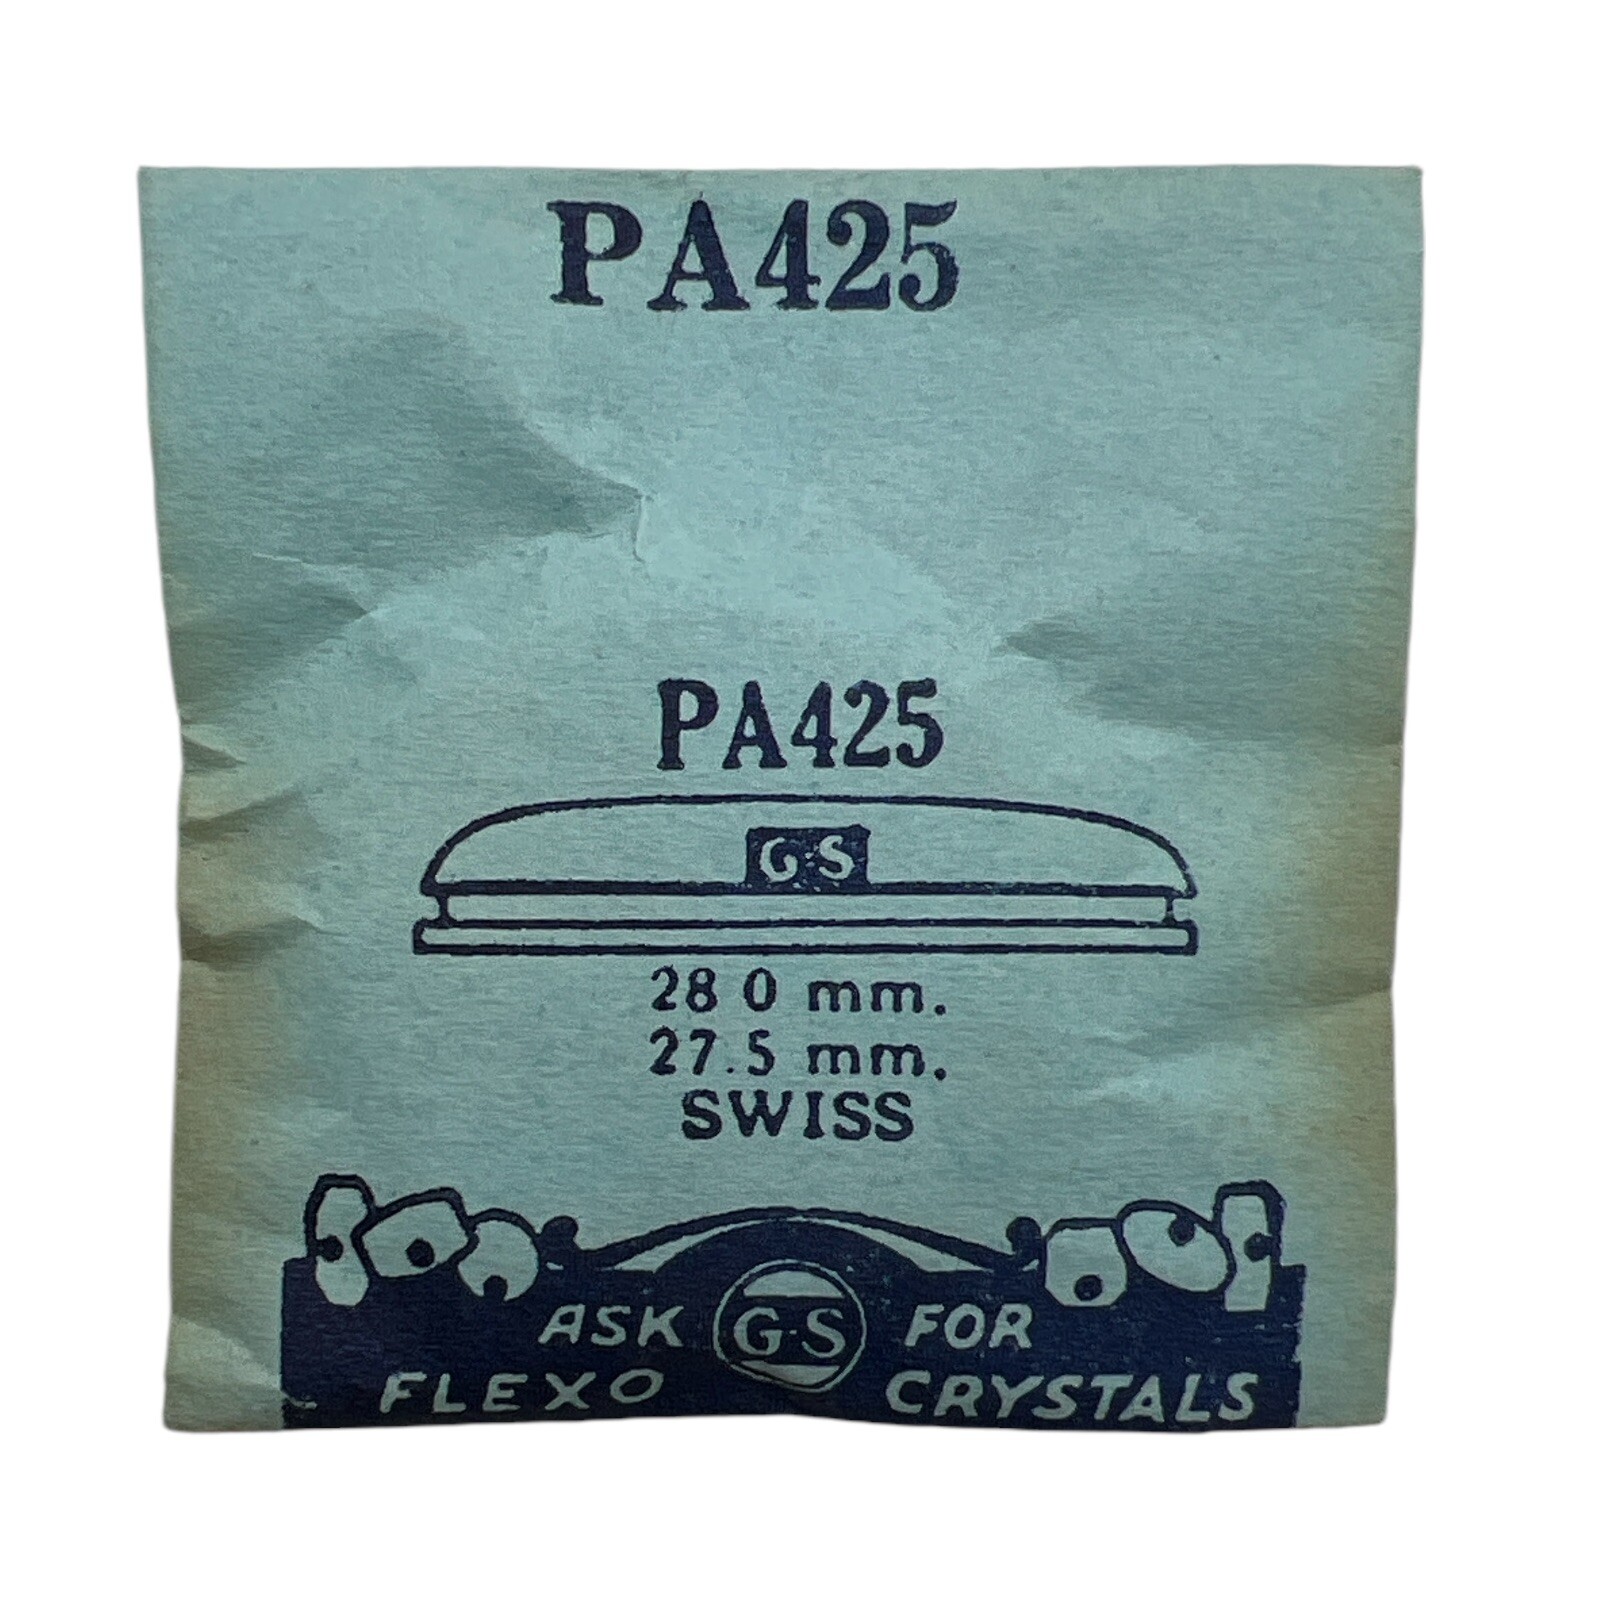 PA425
PA425
G·S
28 0 mm.
27.5 mm.
SWISS
ASK G·S FOR
FLEXO CRYSTALS